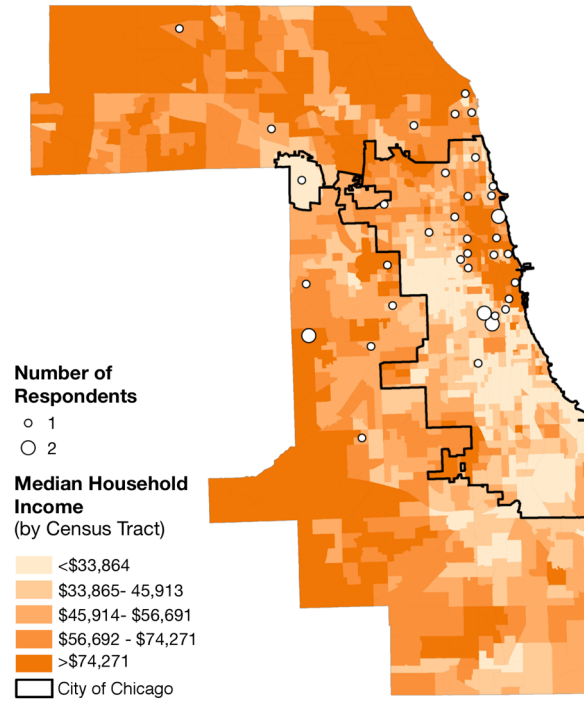 Number of
Respondents
1
2
Median Household
Income
(by Census Tract)
<$33,864
$33,865- 45,913
$45,914- $56,691
$56,692 - $74,271
>$74,271
City of Chicago